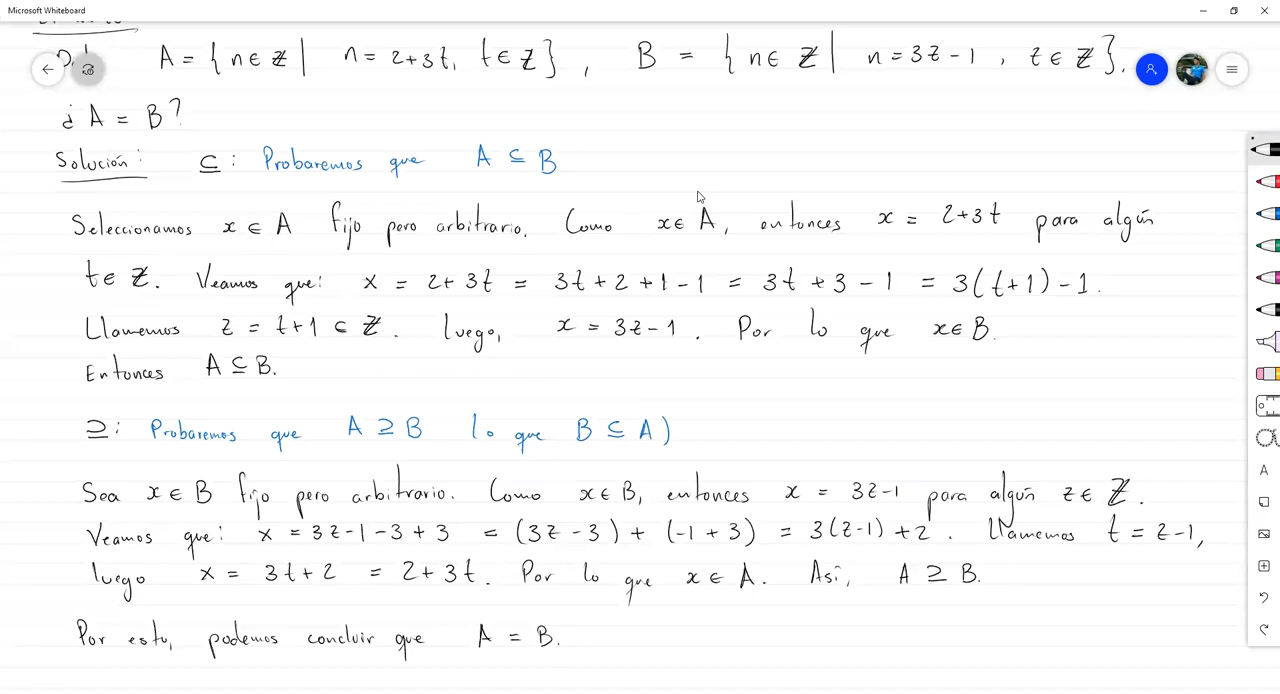 Microsoft Whiteboard
A = { n ∈ ℤ | n = 2+3t, t ∈ ℤ }, B = { n ∈ ℤ | n = 3z-1, z ∈ ℤ }.
¿ A = B?
Solución: ⊆: Probaremos que A ⊆ B
Seleccionamos x ∈ A fijo pero arbitrario. Como x ∈ A, entonces x = 2+3t para algún
t ∈ ℤ. Veamos que: x = 2+3t = 3t+2+1-1 = 3t+3-1 = 3(t+1)-1.
Llamemos z = t+1 ∈ ℤ. Luego, x = 3z-1. Por lo que x ∈ B.
Entonces A ⊆ B.
⊇: Probaremos que A ⊇ B (o que B ⊆ A)
Sea x ∈ B fijo pero arbitrario. Como x ∈ B, entonces x = 3z-1 para algún z ∈ ℤ.
Veamos que: x = 3z-1-3+3 = (3z-3) + (-1+3) = 3(z-1)+2. Llamemos t = z-1,
luego x = 3t+2 = 2+3t. Por lo que x ∈ A. Así, A ⊇ B.
Por esto, podemos concluir que A = B.